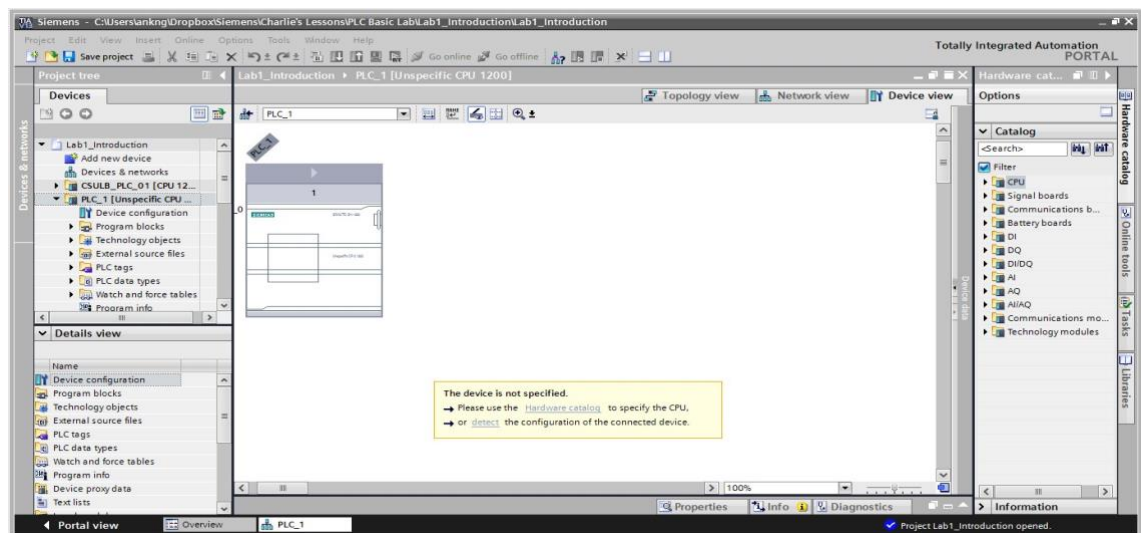 Siemens - C:\Users\ankng\Dropbox\Siemens\Charlie's Lessons\PLC Basic Lab\Lab1_Introduction\Lab1_Introduction
Project Edit View Insert Online Options Tools Window Help
Totally Integrated Automation
PORTAL
Save project
Go online
Go offline
Project tree
Lab1_Introduction
PLC_1 [Unspecific CPU 1200]
Hardware cat...
Devices
Topology view
Network view
Device view
Options
PLC_1
Lab1_Introduction
Add new device
Devices & networks
CSULB_PLC_01 [CPU 12...
PLC_1 [Unspecific CPU ...
Device configuration
Program blocks
Technology objects
External source files
PLC tags
PLC data types
Watch and force tables
Program info
Details view
Name
Device configuration
Program blocks
Technology objects
External source files
PLC tags
PLC data types
Watch and force tables
Program info
Device proxy data
Text lists
Devices & networks
PLC_1
1
_0
SIEMENS
The device is not specified.
Please use the Hardware catalog to specify the CPU,
or detect the configuration of the connected device.
Device data
100%
Properties
Info
Diagnostics
Catalog
<Search>
Filter
CPU
Signal boards
Communications b...
Battery boards
DI
DQ
DI/DQ
AI
AQ
AI/AQ
Communications mo...
Technology modules
Information
Hardware catalog
Online tools
Tasks
Libraries
Portal view
Overview
PLC_1
Project Lab1_Introduction opened.